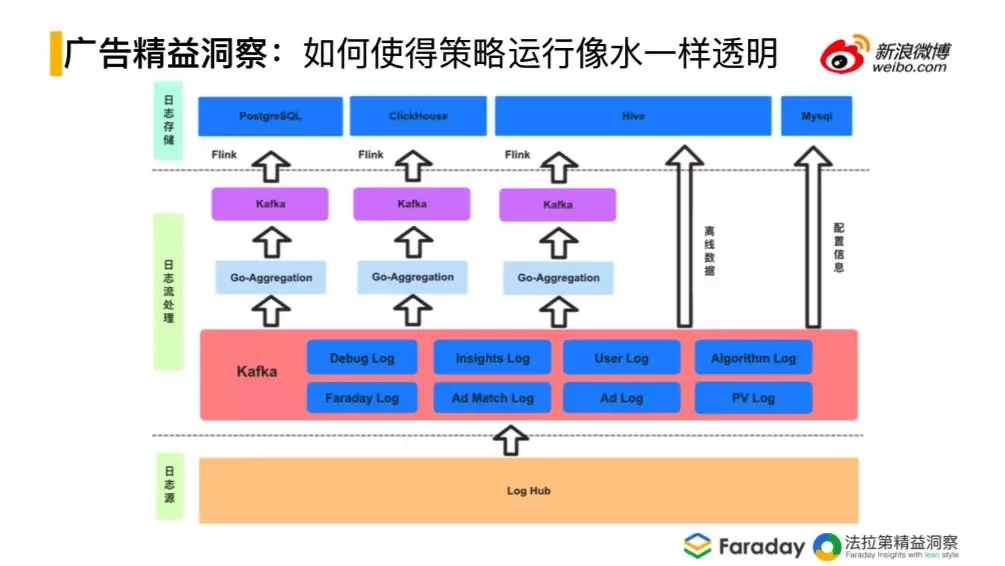 广告精益洞察：如何使得策略运行像水一样透明
新浪微博
weibo.com
日志存储
PostgreSQL
ClickHouse
Hive
Mysql
Flink
Flink
Flink
日志流处理
Kafka
Kafka
Kafka
离线数据
配置信息
Go-Aggregation
Go-Aggregation
Go-Aggregation
Kafka
Debug Log
Insights Log
User Log
Algorithm Log
Faraday Log
Ad Match Log
Ad Log
PV Log
日志源
Log Hub
Faraday
法拉第精益洞察
Faraday Insights with lean style